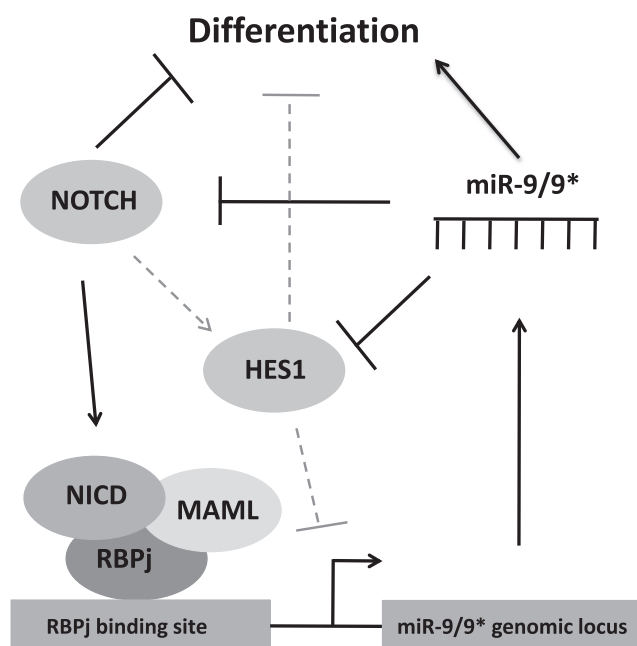 Differentiation
NOTCH
miR-9/9*
HES1
NICD
MAML
RBPj
RBPj binding site
miR-9/9* genomic locus